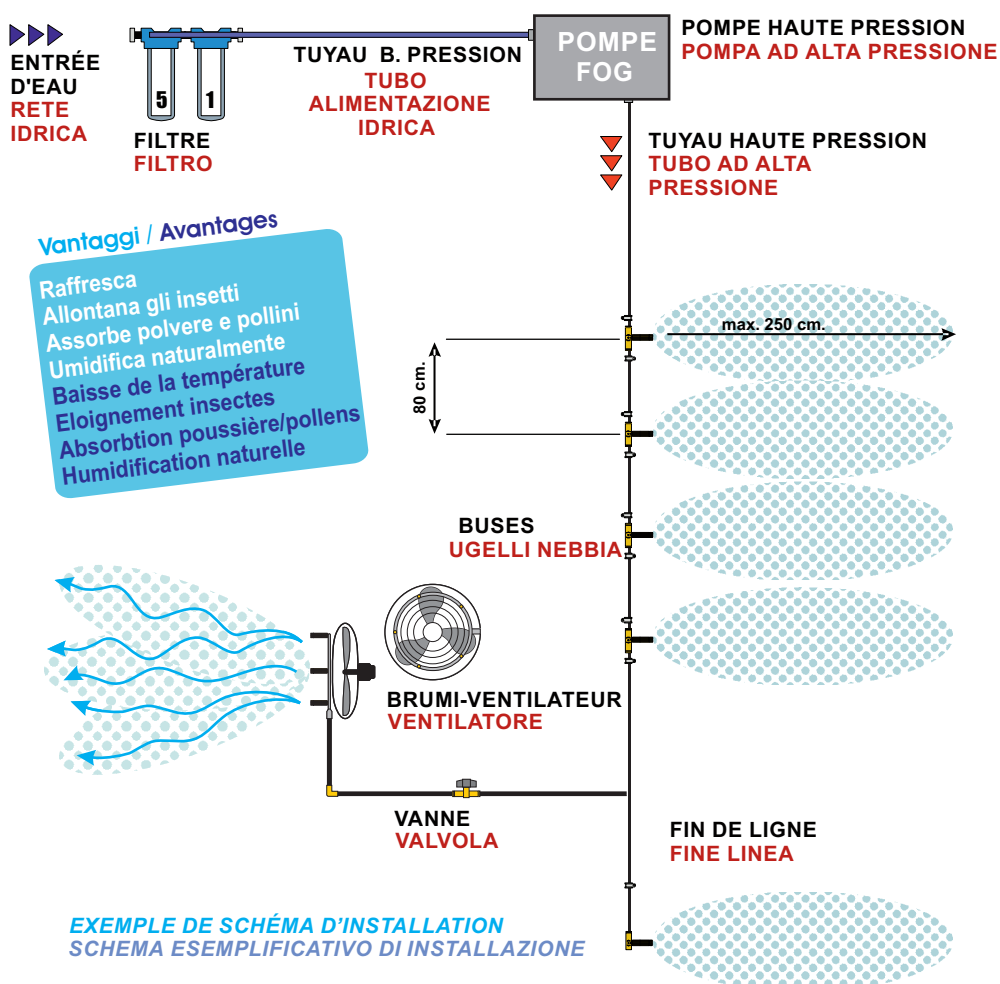 ENTRÉE
D'EAU
RETE
IDRICA
5
1
FILTRE
FILTRO
TUYAU B. PRESSION
TUBO
ALIMENTAZIONE
IDRICA
POMPE
FOG
POMPE HAUTE PRESSION
POMPA AD ALTA PRESSIONE
TUYAU HAUTE PRESSION
TUBO AD ALTA
PRESSIONE
Vantaggi / Avantages
Raffresca
Allontana gli insetti
Assorbe polvere e pollini
Umidifica naturalmente
Baisse de la température
Eloignement insectes
Absorbtion poussière/pollens
Humidification naturelle
max. 250 cm.
80 cm.
BUSES
UGELLI NEBBIA
BRUMI-VENTILATEUR
VENTILATORE
VANNE
VALVOLA
FIN DE LIGNE
FINE LINEA
EXEMPLE DE SCHÉMA D'INSTALLATION
SCHEMA ESEMPLIFICATIVO DI INSTALLAZIONE